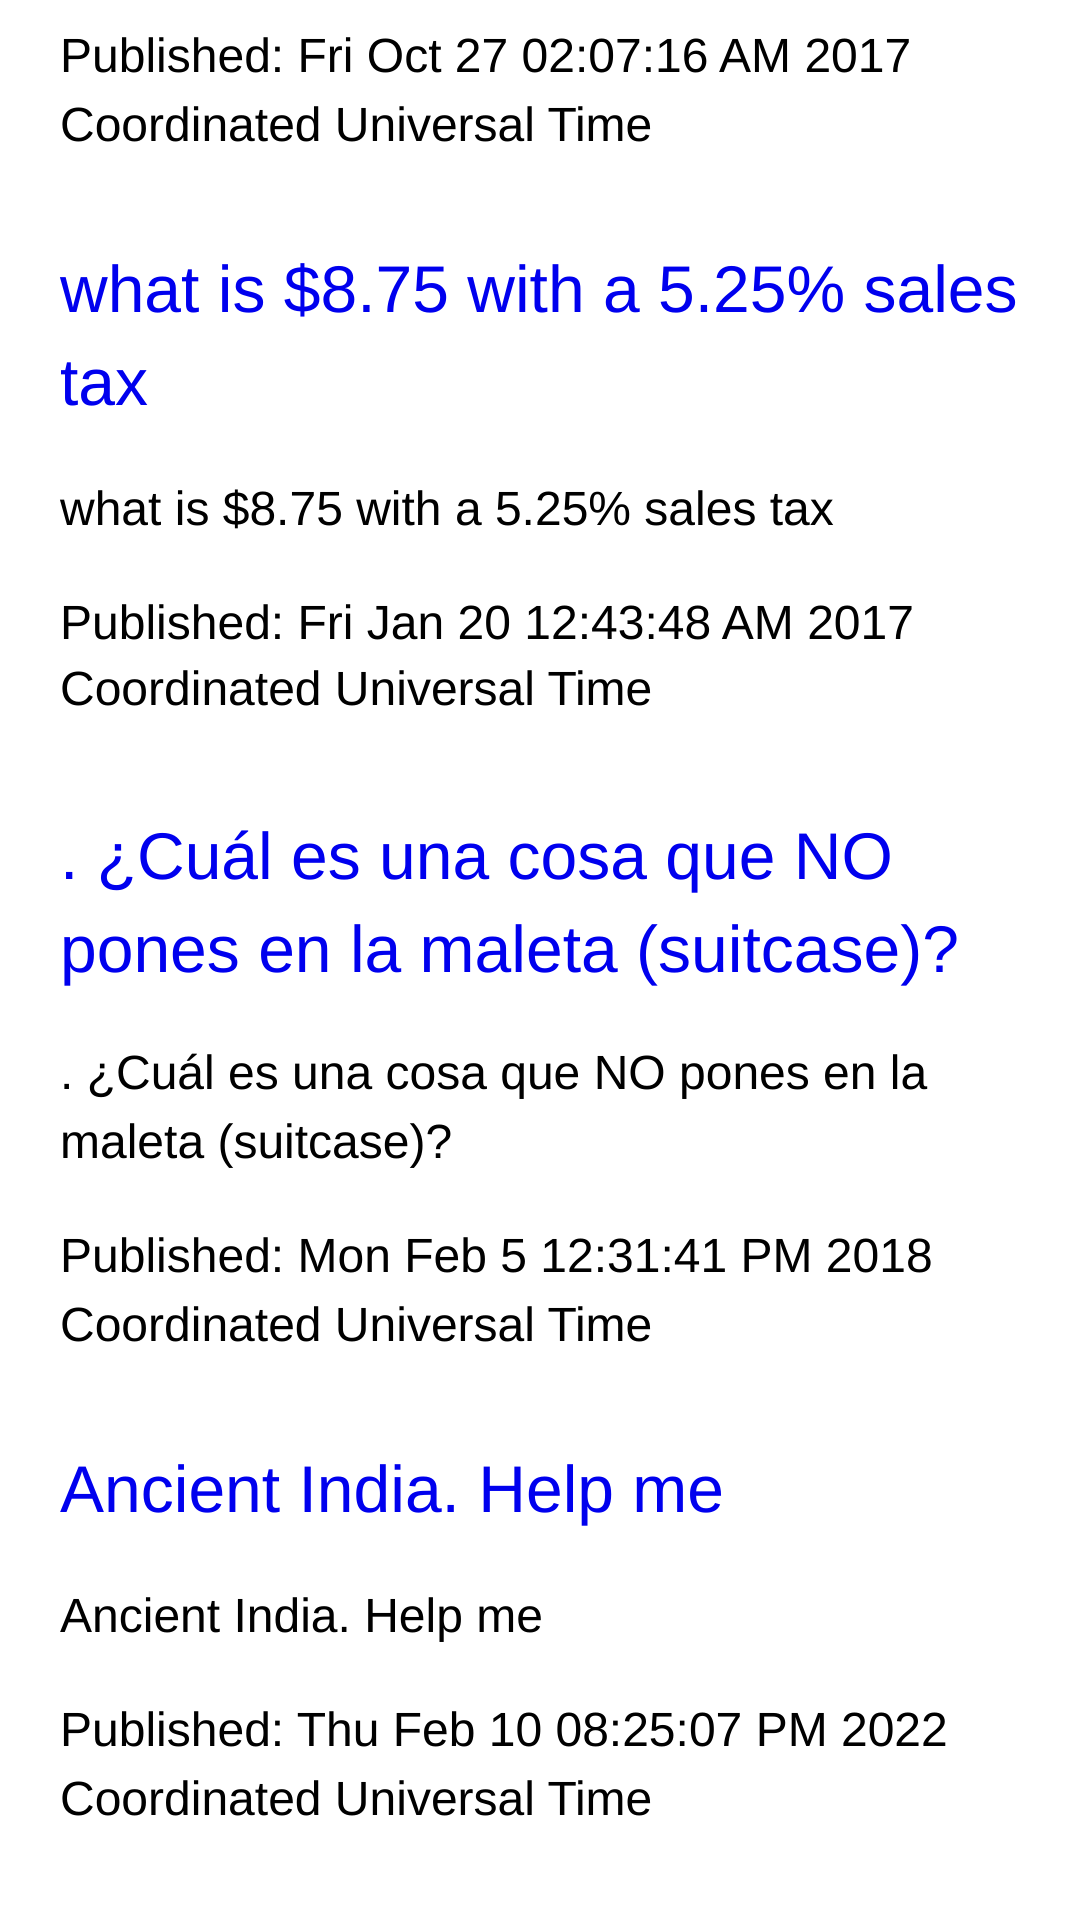 Published: Fri Oct 27 02:07:16 AM 2017
Coordinated Universal Time
what is $8.75 with a 5.25% sales
tax
what is $8.75 with a 5.25% sales tax
Published: Fri Jan 20 12:43:48 AM 2017
Coordinated Universal Time
. ¿Cuál es una cosa que NO
pones en la maleta (suitcase)?
. ¿Cuál es una cosa que NO pones en la
maleta (suitcase)?
Published: Mon Feb 5 12:31:41 PM 2018
Coordinated Universal Time
Ancient India. Help me
Ancient India. Help me
Published: Thu Feb 10 08:25:07 PM 2022
Coordinated Universal Time